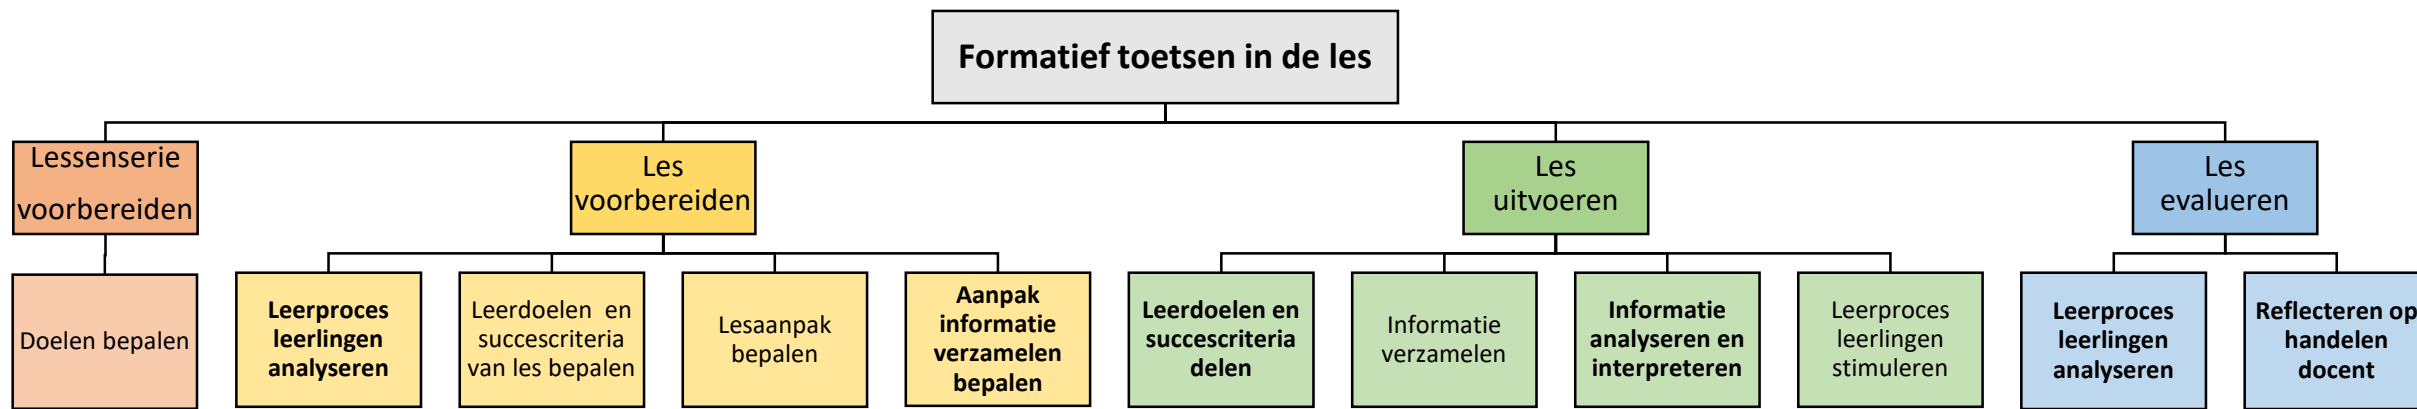 Formatief toetsen in de les
Lessenserie
voorbereiden
Les
voorbereiden
Les
uitvoeren
Les
evalueren
Doelen bepalen
Leerproces
leerlingen
analyseren
Leerdoelen en
succescriteria
van les bepalen
Lesaanpak
bepalen
Aanpak
informatie
verzamelen
bepalen
Leerdoelen en
succescriteria
delen
Informatie
verzamelen
Informatie
analyseren en
interpreteren
Leerproces
leerlingen
stimuleren
Leerproces
leerlingen
analyseren
Reflecteren op
handelen
docent